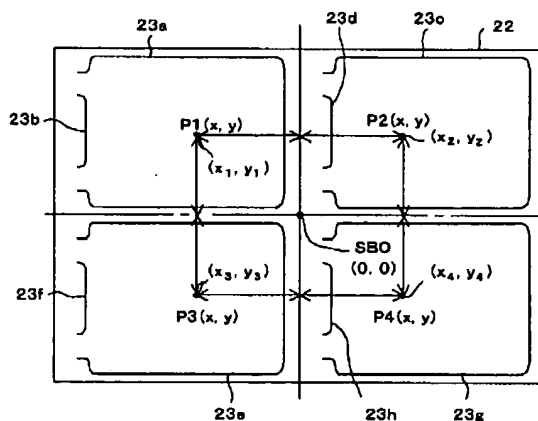 23a 23d 23c 22
23b P1(x, y) P2(x, y)
(x1, y1) (x2, y2)
SBO
(0, 0)
(x3, y3) (x4, y4)
23f P3(x, y) P4(x, y)
23e 23h 23g